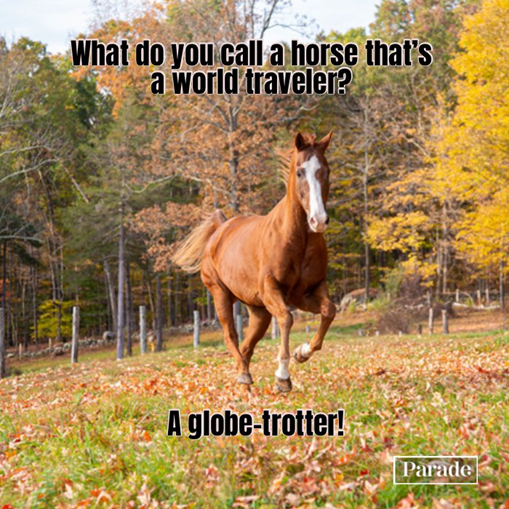 What do you call a horse that's
a world traveler?
A globe-trotter!
Parade